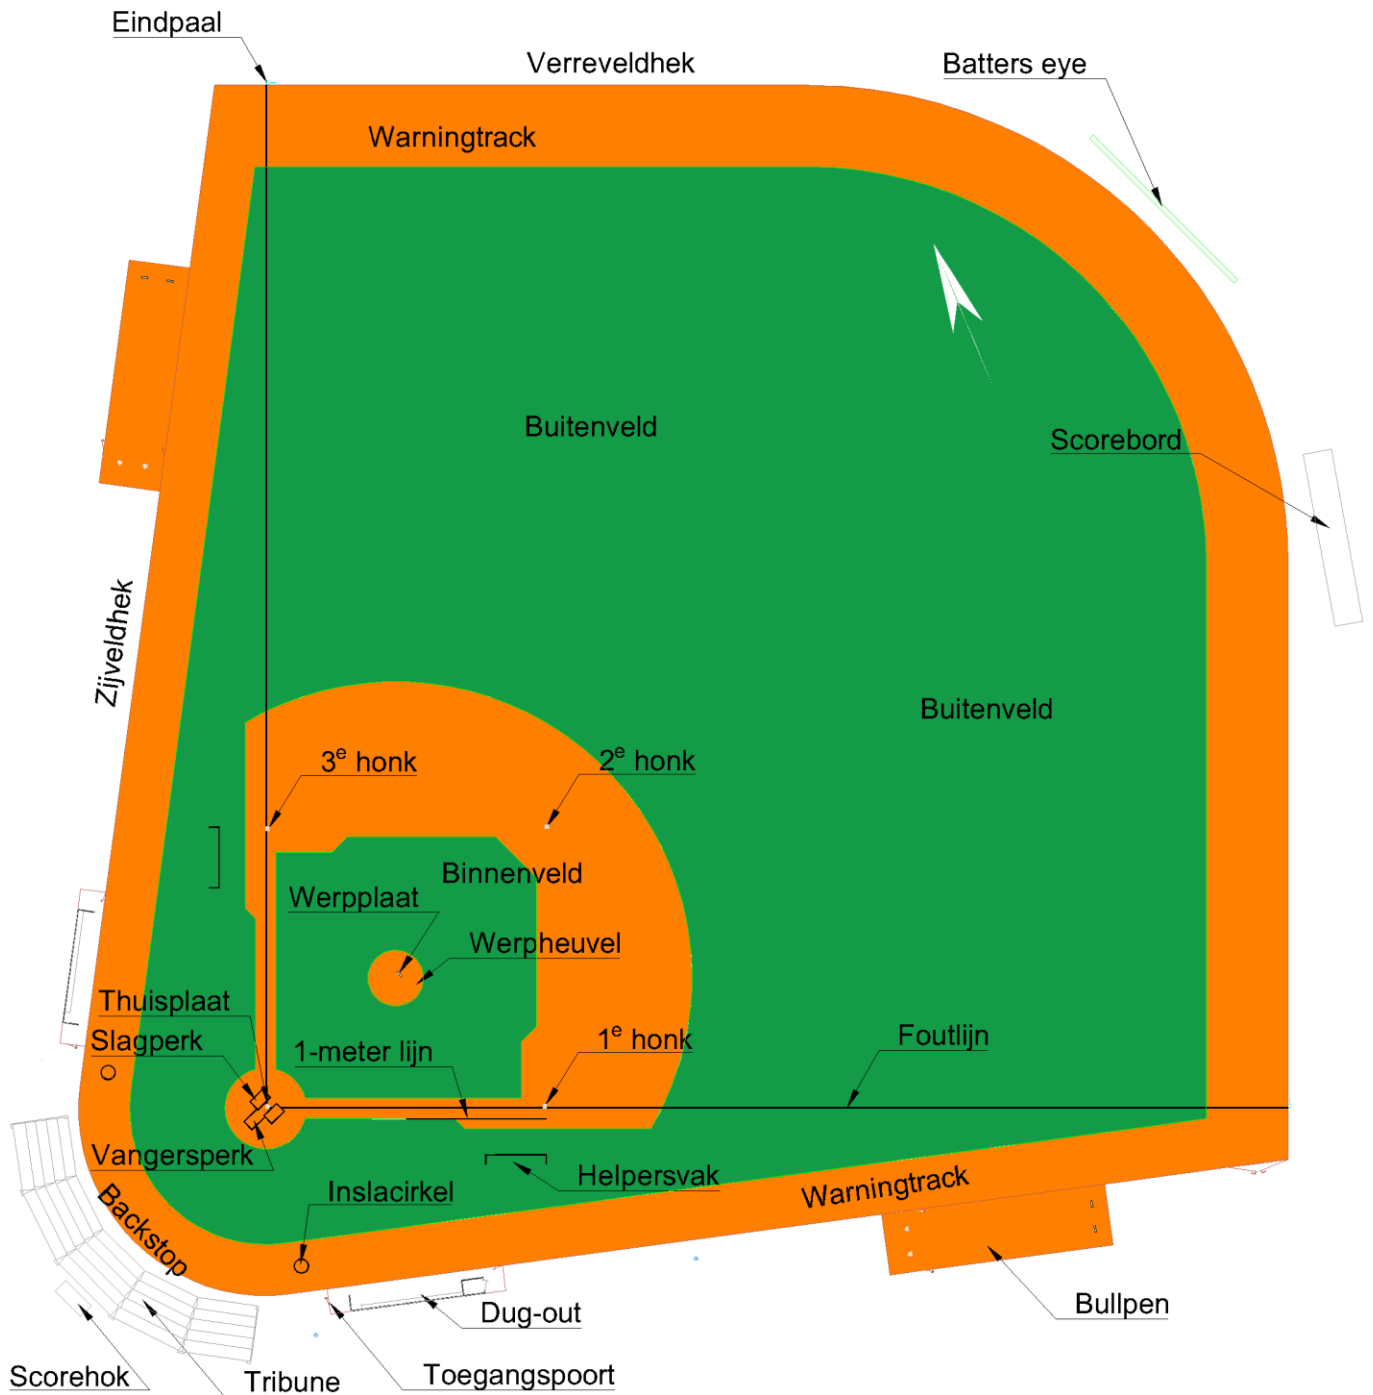 Eindpaal
Verreveldhek
Batters eye
Warningtrack
Buitenveld
Scorebord
Zijveldhek
Buitenveld
3e honk
2e honk
Binnenveld
Werpplaat
Werpheuvel
Thuisplaat
Slagperk
1-meter lijn
1e honk
Foutlijn
Vangersperk
Helpersvak
Inslacirkel
Warningtrack
Backstop
Dug-out
Bullpen
Scorehok
Tribune
Toegangspoort